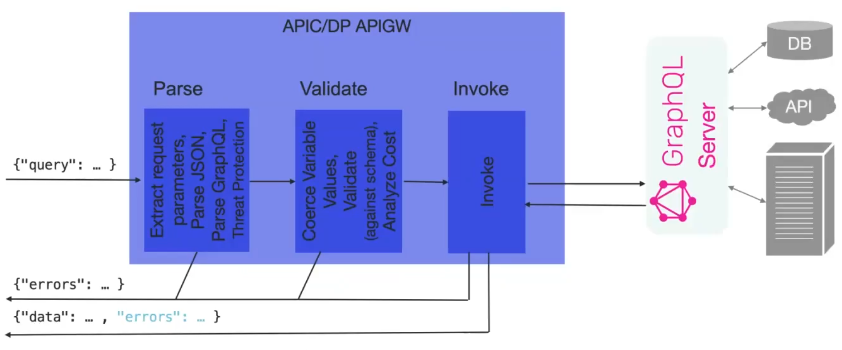 APIC/DP APIGW
Parse
Validate
Invoke
Extract request
parameters,
Parse JSON,
Parse GraphQL,
Threat Protection
Coerce Variable
Values,
Validate
(against schema),
Analyze Cost
Invoke
GraphQL
Server
DB
API
{"query": … }
{"errors": … }
{"data": … , "errors": … }